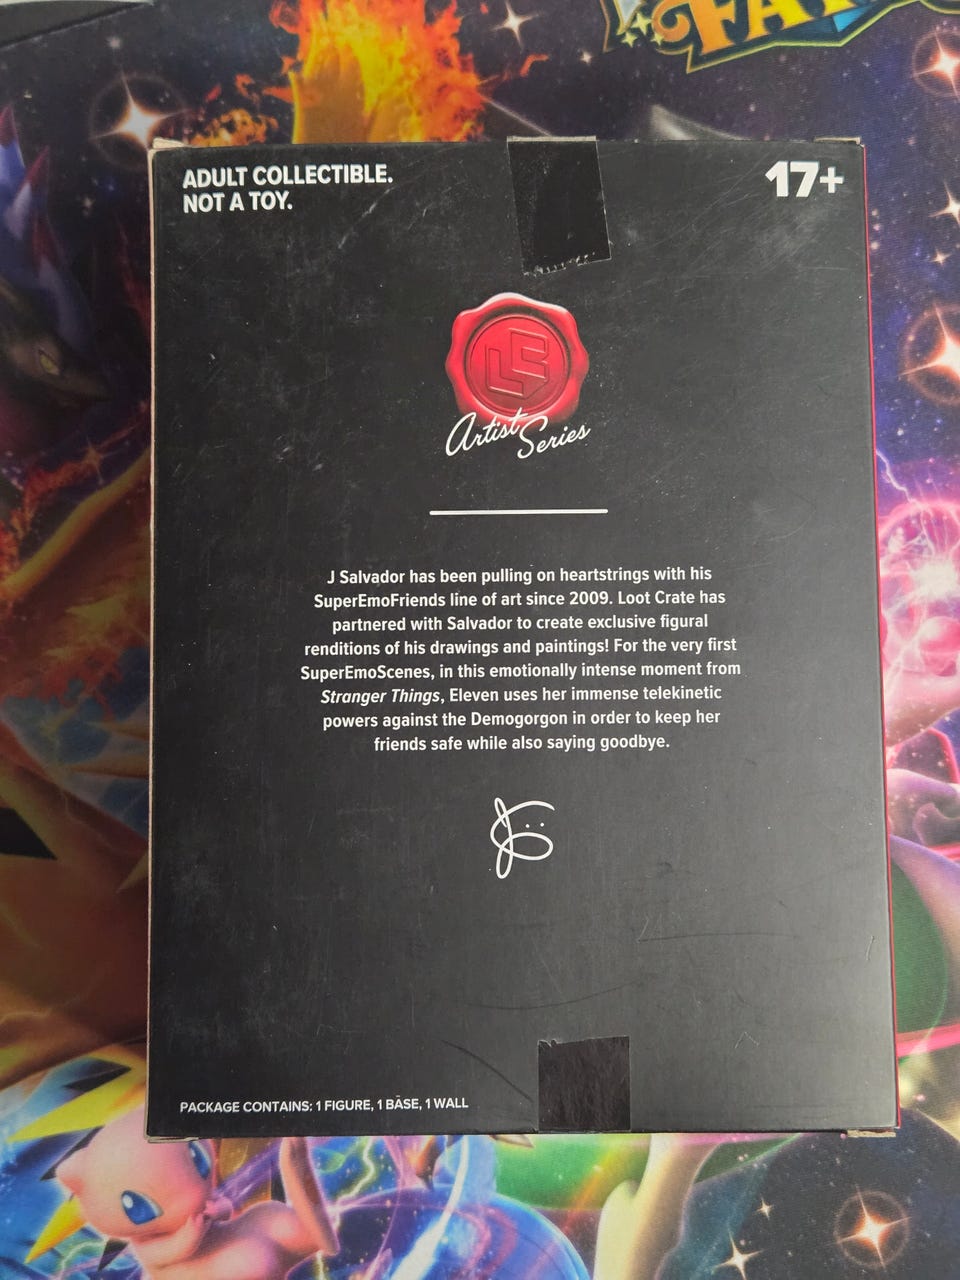 FA
ADULT COLLECTIBLE.
NOT A TOY.
17+
LC
Artist Series
J Salvador has been pulling on heartstrings with his
SuperEmoFriends line of art since 2009. Loot Crate has
partnered with Salvador to create exclusive figural
renditions of his drawings and paintings! For the very first
SuperEmoScenes, in this emotionally intense moment from
Stranger Things, Eleven uses her immense telekinetic
powers against the Demogorgon in order to keep her
friends safe while also saying goodbye.
PACKAGE CONTAINS: 1 FIGURE, 1 BASE, 1 WALL